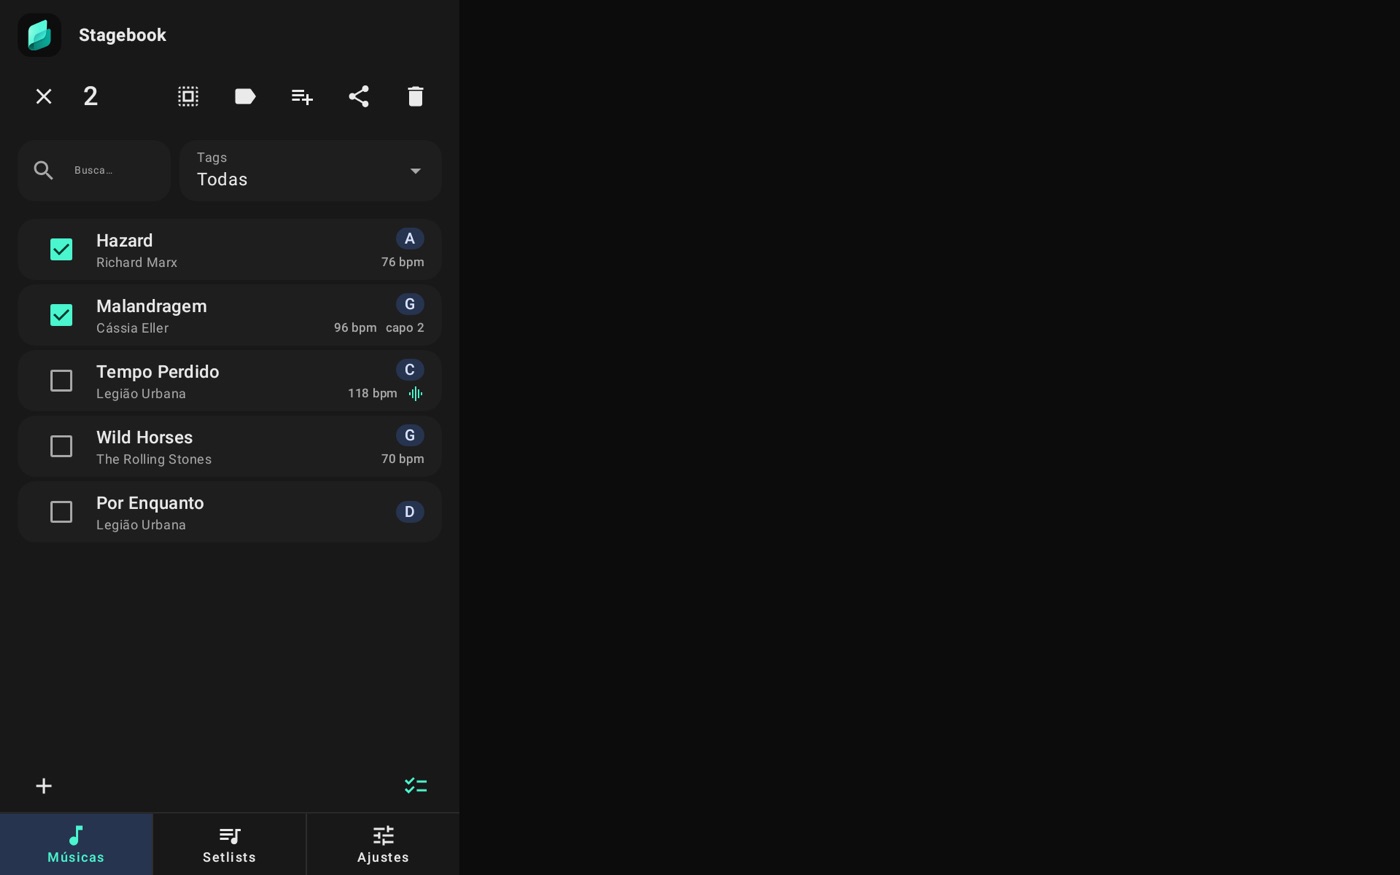 Stagebook
2
Busca…
Tags
Todas
Hazard
A
Richard Marx
76 bpm
Malandragem
G
Cássia Eller
96 bpm capo 2
Tempo Perdido
C
Legião Urbana
118 bpm
Wild Horses
G
The Rolling Stones
70 bpm
Por Enquanto
D
Legião Urbana
Músicas
Setlists
Ajustes